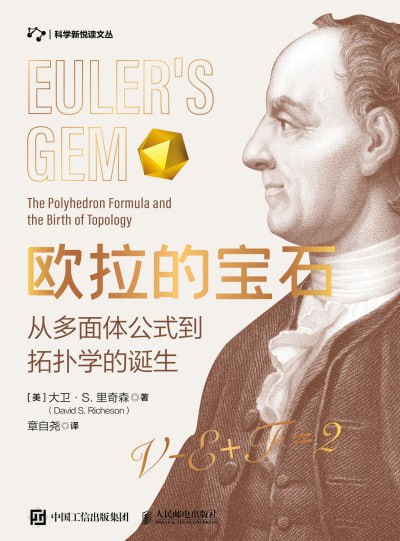 科学新悦读文丛
EULER'S
GEM
The Polyhedron Formula and
the Birth of Topology
欧拉的宝石
从多面体公式到
拓扑学的诞生
[美]大卫·S. 里奇森 著
(David S. Richeson)
章自尧 译
V-E+F=2
中国工信出版集团
人民邮电出版社
POSTS & TELECOM PRESS